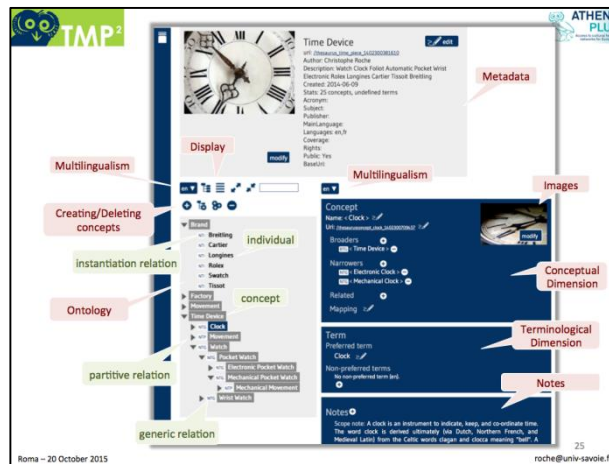 TMP²
ATHENA
PLUS
Time Device
edit
url: /thesaurus_time_piece_1402300381610
Author: Christophe Roche
Description: Watch Clock Foliot Automatic Pocket Wrist
Electronic Rolex Longines Cartier Tissot Breitling
Created: 2014-06-09
Stats: 25 concepts, undefined terms
Acronym:
Subject:
Publisher:
MainLanguage:
Languages: en,fr
Coverage:
Rights:
Public: Yes
BaseUri:
modify
Metadata
Display
Multilingualism
Multilingualism
en
en
Images
Creating/Deleting
concepts
Brand
Breitling
Cartier
Longines
Rolex
Swatch
Tissot
individual
instantiation relation
Ontology
Factory
Movement
Time Device
concept
Clock
Movement
Watch
Pocket Watch
Electronic Pocket Watch
Mechanical Pocket Watch
Mechanical Movement
Wrist Watch
partitive relation
generic relation
Concept
Name: < Clock >
modify
Broaders
< Time Device >
Narrowers
< Electronic Clock >
< Mechanical Clock >
Related
Mapping
Conceptual
Dimension
Term
Preferred term
Clock
Non-preferred terms
No non-preferred term (en).
Terminological
Dimension
Notes
Notes
Scope note: A clock is an instrument to indicate, keep, and co-ordinate time.
The word clock is derived ultimately (via Dutch, Northern French, and
Medieval Latin) from the Celtic words clagan and clocca meaning "bell". A
25
Roma – 20 October 2015
roche@univ-savoie.f